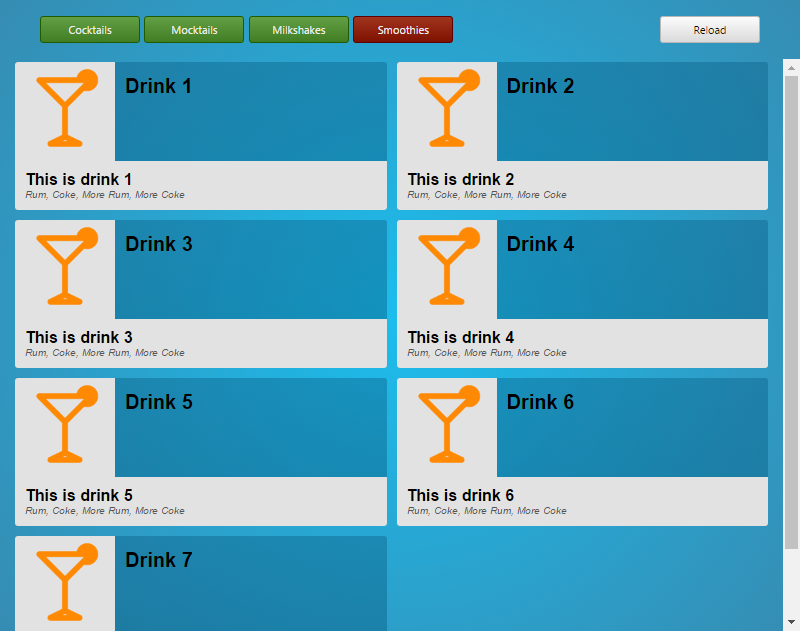 Cocktails Mocktails Milkshakes Smoothies Reload
Drink 1
This is drink 1
Rum, Coke, More Rum, More Coke
Drink 2
This is drink 2
Rum, Coke, More Rum, More Coke
Drink 3
This is drink 3
Rum, Coke, More Rum, More Coke
Drink 4
This is drink 4
Rum, Coke, More Rum, More Coke
Drink 5
This is drink 5
Rum, Coke, More Rum, More Coke
Drink 6
This is drink 6
Rum, Coke, More Rum, More Coke
Drink 7